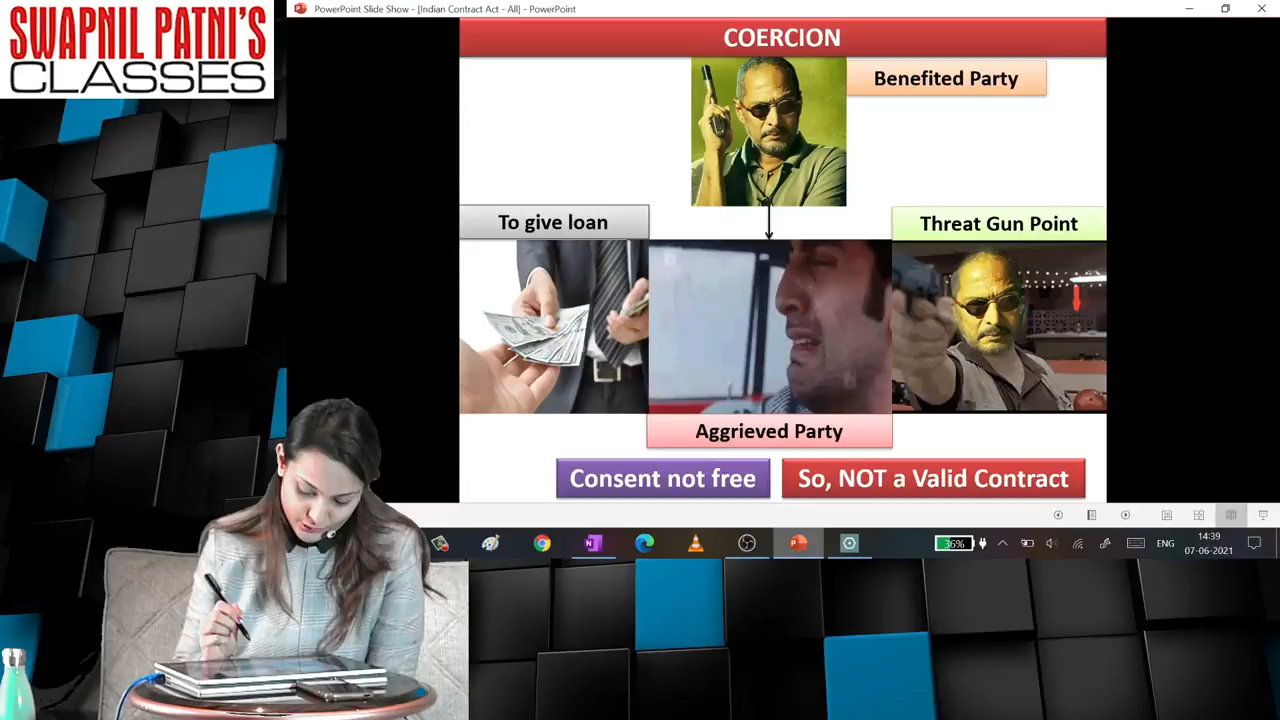 SWAPNIL PATNI'S
CLASSES
PowerPoint Slide Show - [Indian Contract Act - All] - PowerPoint
COERCION
Benefited Party
To give loan
Threat Gun Point
Aggrieved Party
Consent not free
So, NOT a Valid Contract
36%
ENG
14:39
07-06-2021